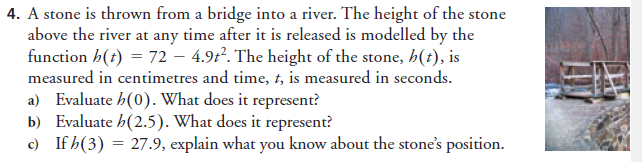 4. A stone is thrown from a bridge into a river. The height of the stone
above the river at any time after it is released is modelled by the
function h(t) = 72 − 4.9t². The height of the stone, h(t), is
measured in centimetres and time, t, is measured in seconds.
a) Evaluate h(0). What does it represent?
b) Evaluate h(2.5). What does it represent?
c) If h(3) = 27.9, explain what you know about the stone's position.